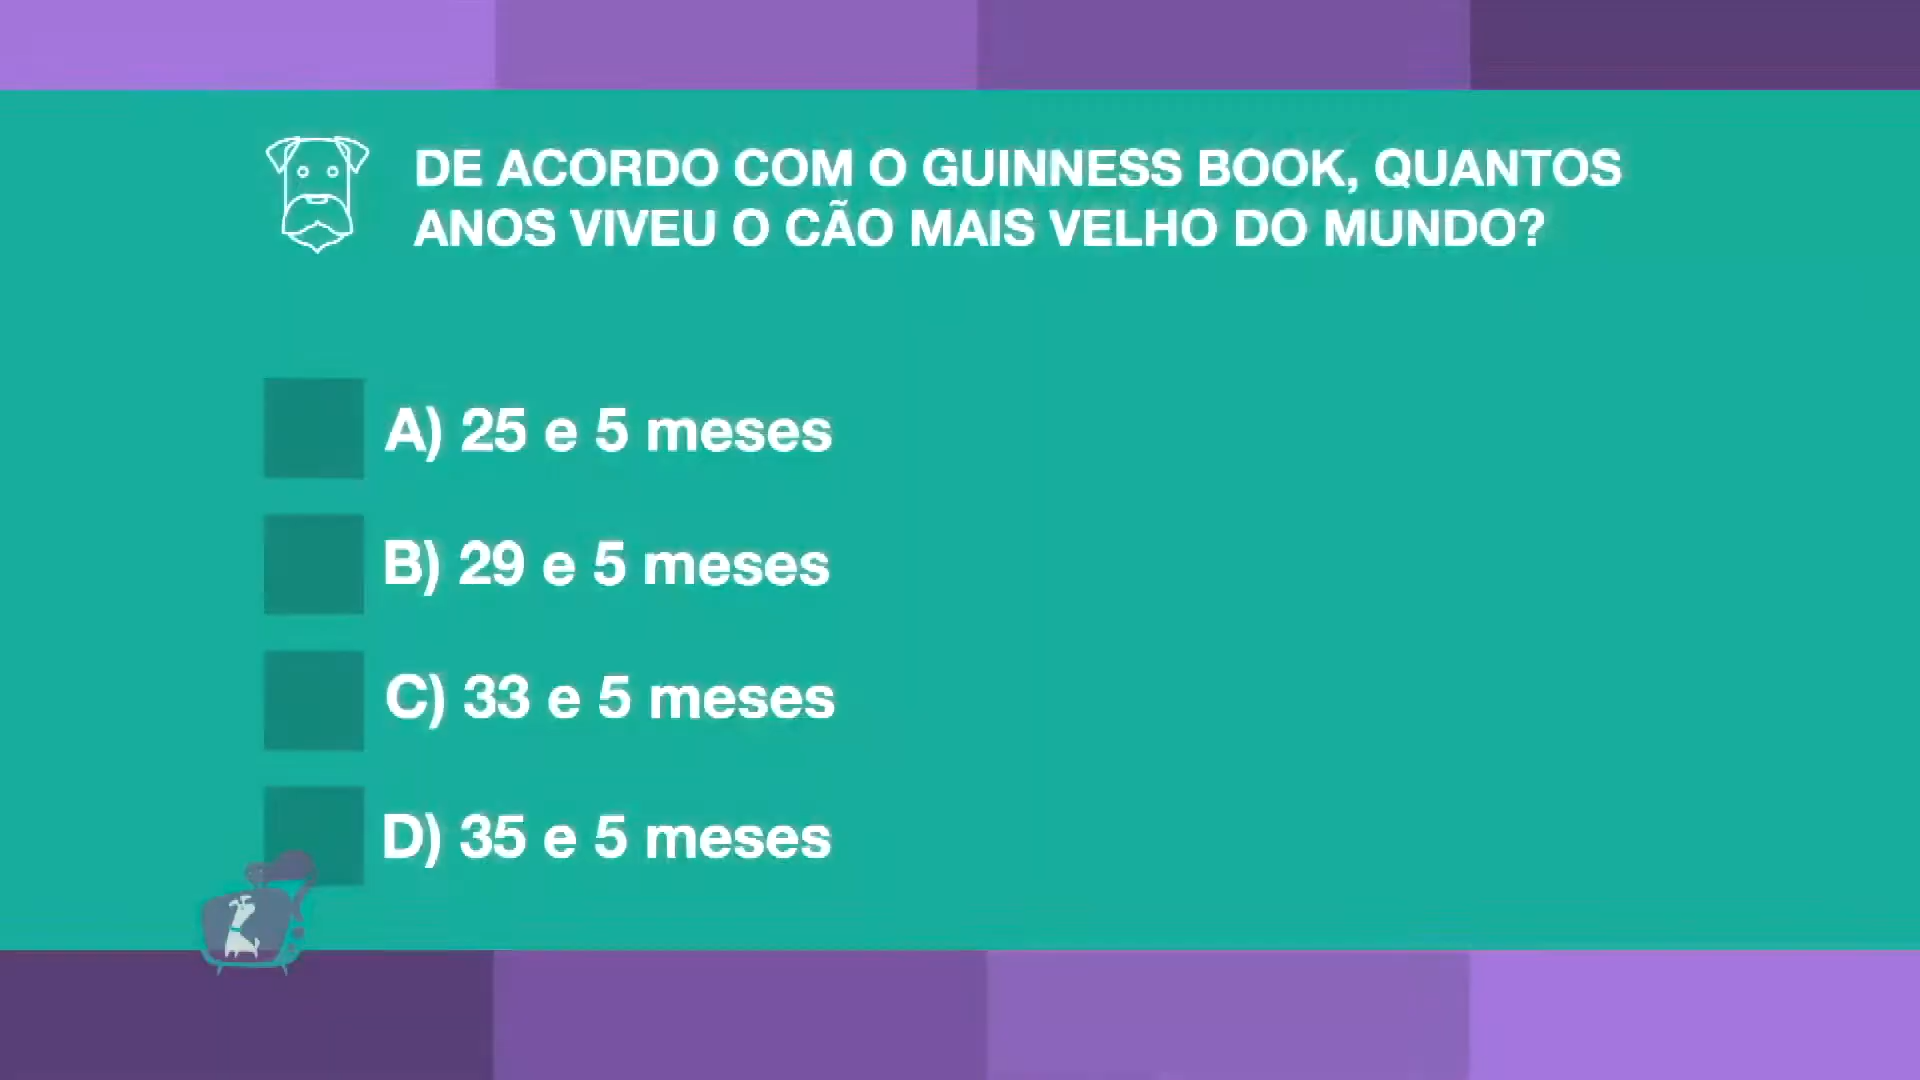 DE ACORDO COM O GUINNESS BOOK, QUANTOS
ANOS VIVEU O CÃO MAIS VELHO DO MUNDO?
A) 25 e 5 meses
B) 29 e 5 meses
C) 33 e 5 meses
D) 35 e 5 meses